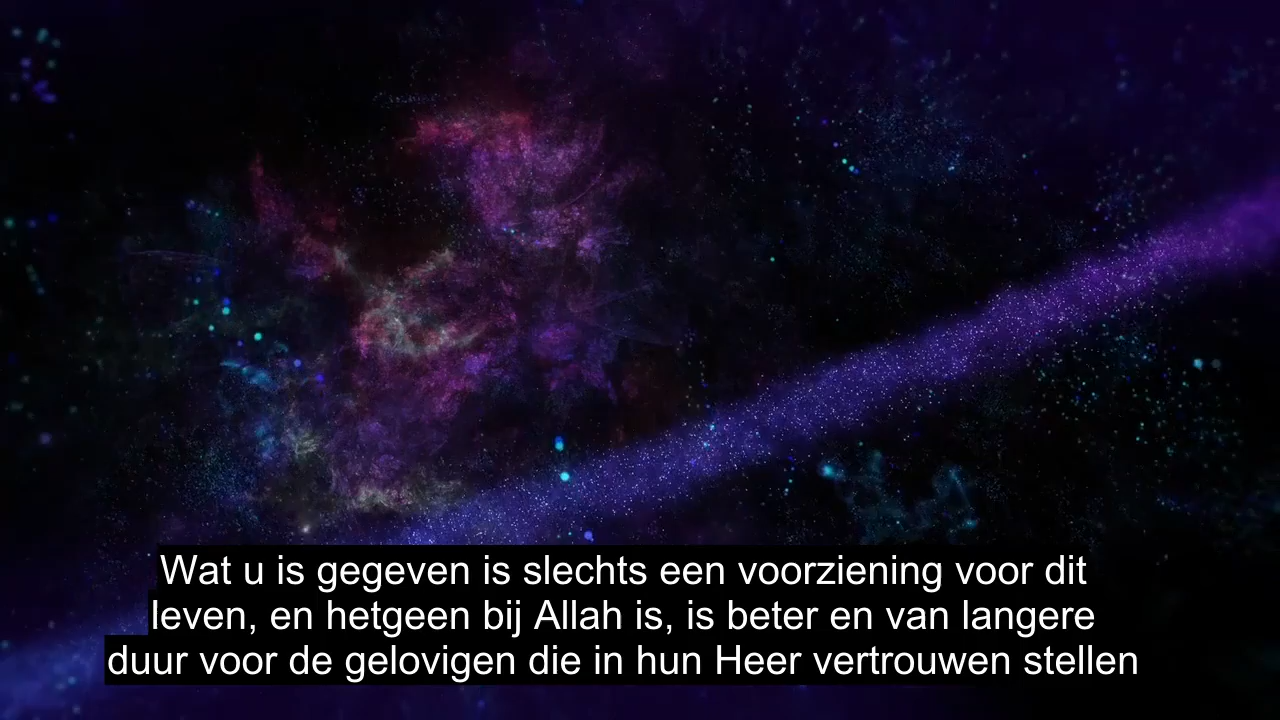 Wat u is gegeven is slechts een voorziening voor dit
leven, en hetgeen bij Allah is, is beter en van langere
duur voor de gelovigen die in hun Heer vertrouwen stellen